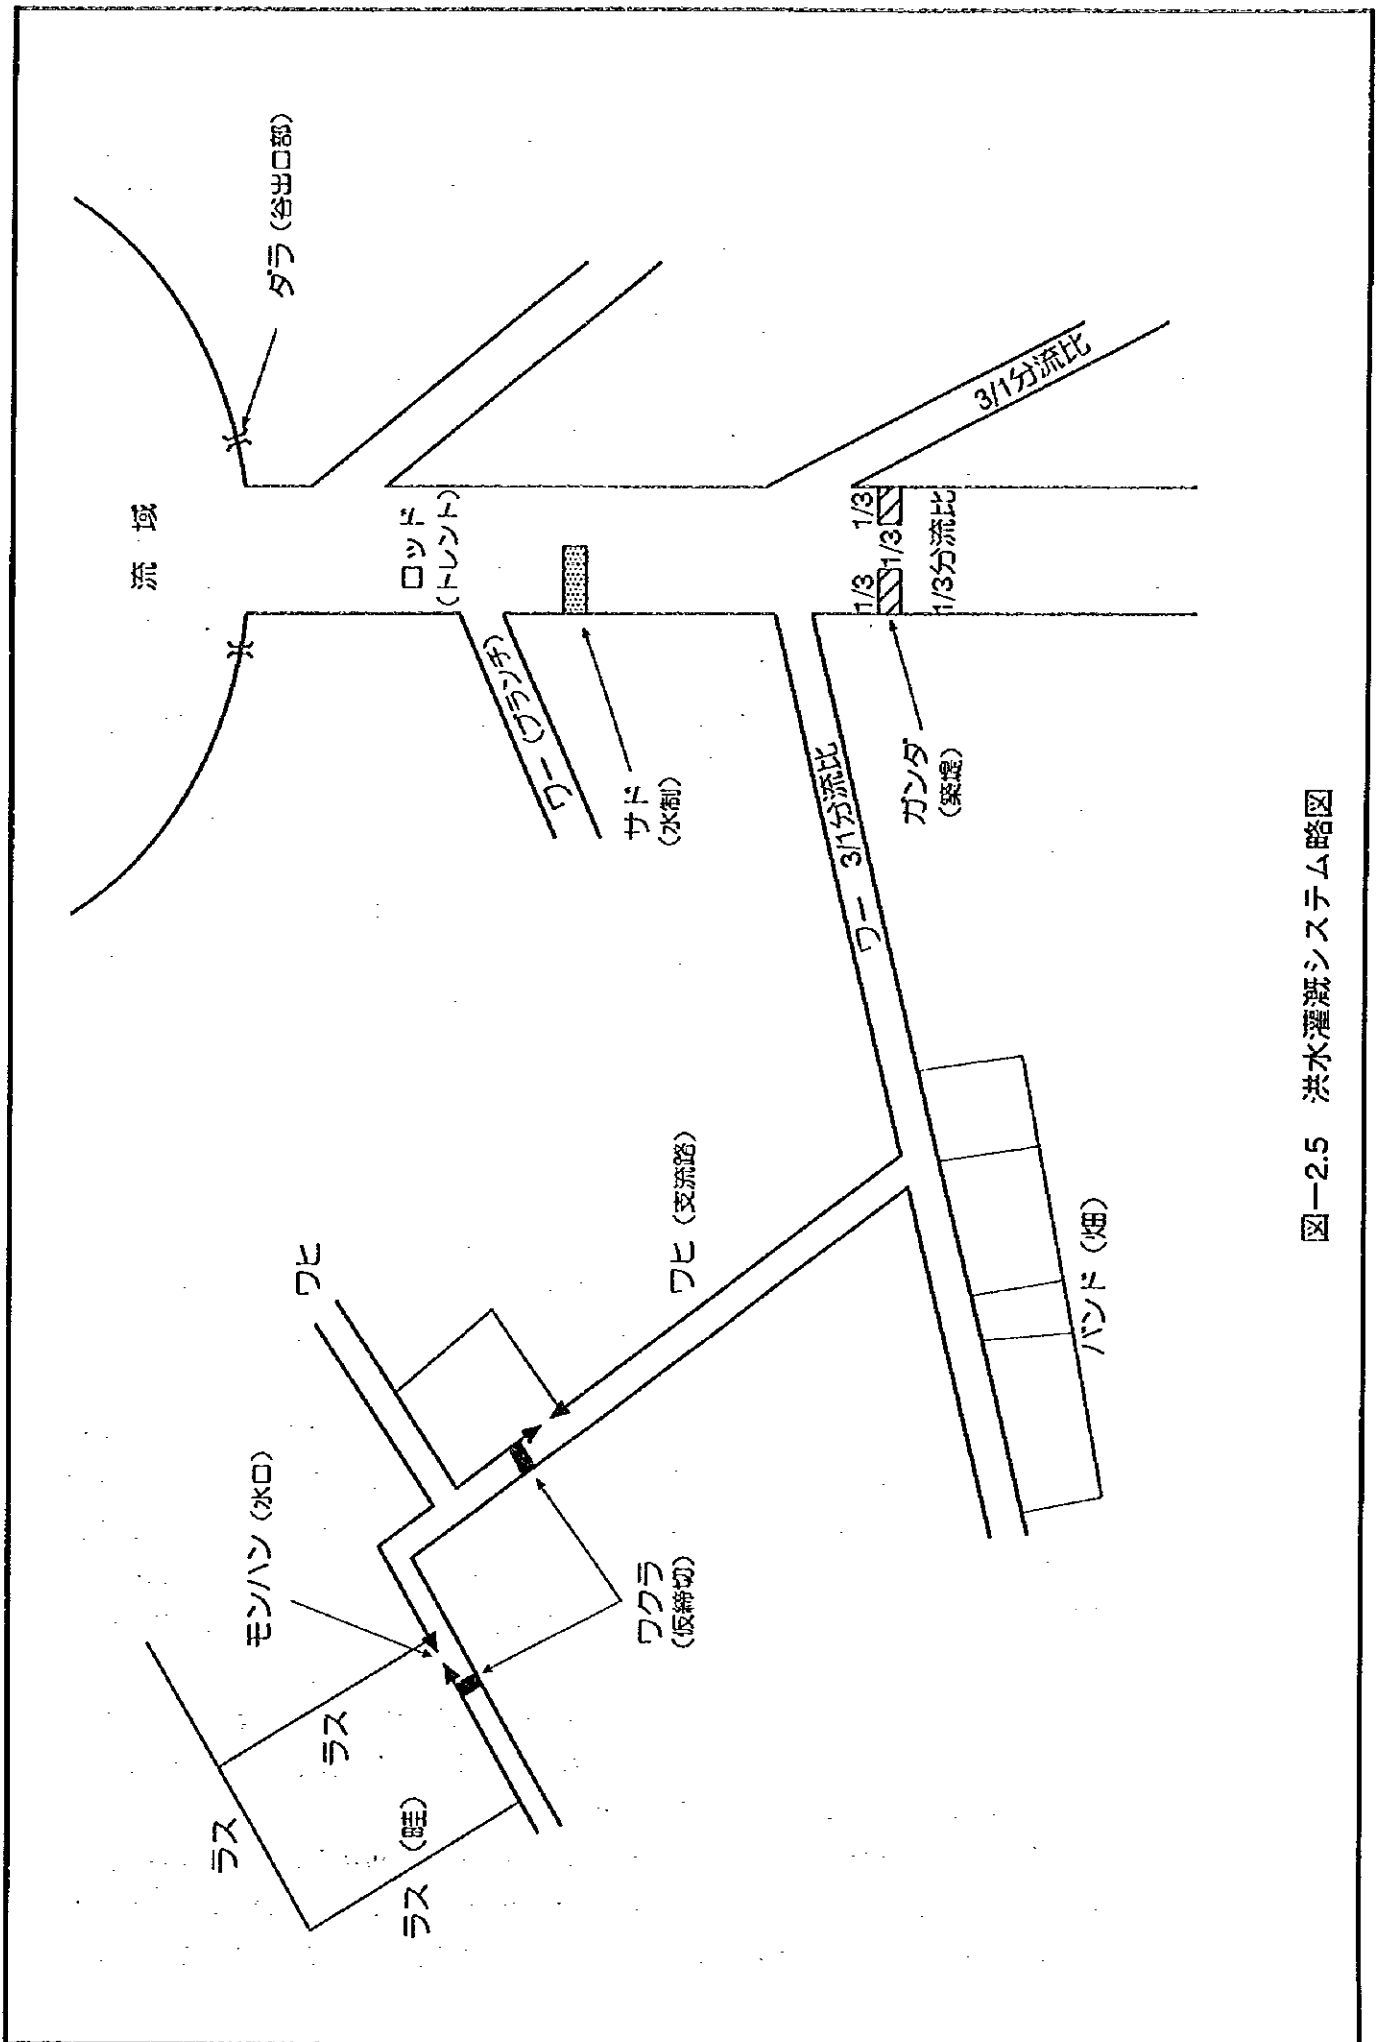 流 域
ダラ (谷出口部)
ロッド
(トレント)
ワー (ブランチ)
サド
(水制)
3/1分流比
1/3
1/3
1/3
1/3分流比
ガンダ
(築堤)
ワー 3/1分流比
バンド (畑)
ワヒ (支流路)
ワヒ
モンハン (水口)
ワクラ
(仮締切)
ラス
ラス
ラス (畦)
図−2.5 洪水灌漑システム略図